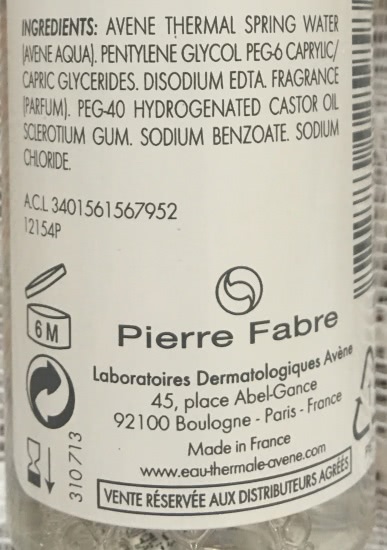 INGREDIENTS: AVENE THERMAL SPRING WATER
(AVENE AQUA). PENTYLENE GLYCOL PEG-6 CAPRYLIC/
CAPRIC GLYCERIDES. DISODIUM EDTA. FRAGRANCE
(PARFUM). PEG-40 HYDROGENATED CASTOR OIL
SCLEROTIUM GUM. SODIUM BENZOATE. SODIUM
CHLORIDE.
A.C.L 3401561567952
12154P
6 M
Pierre Fabre
Laboratoires Dermatologiques Avène
45, place Abel-Gance
92100 Boulogne - Paris - France
Made in France
www.eau-thermale-avene.com
VENTE RÉSERVÉE AUX DISTRIBUTEURS AGRÉÉS
310713